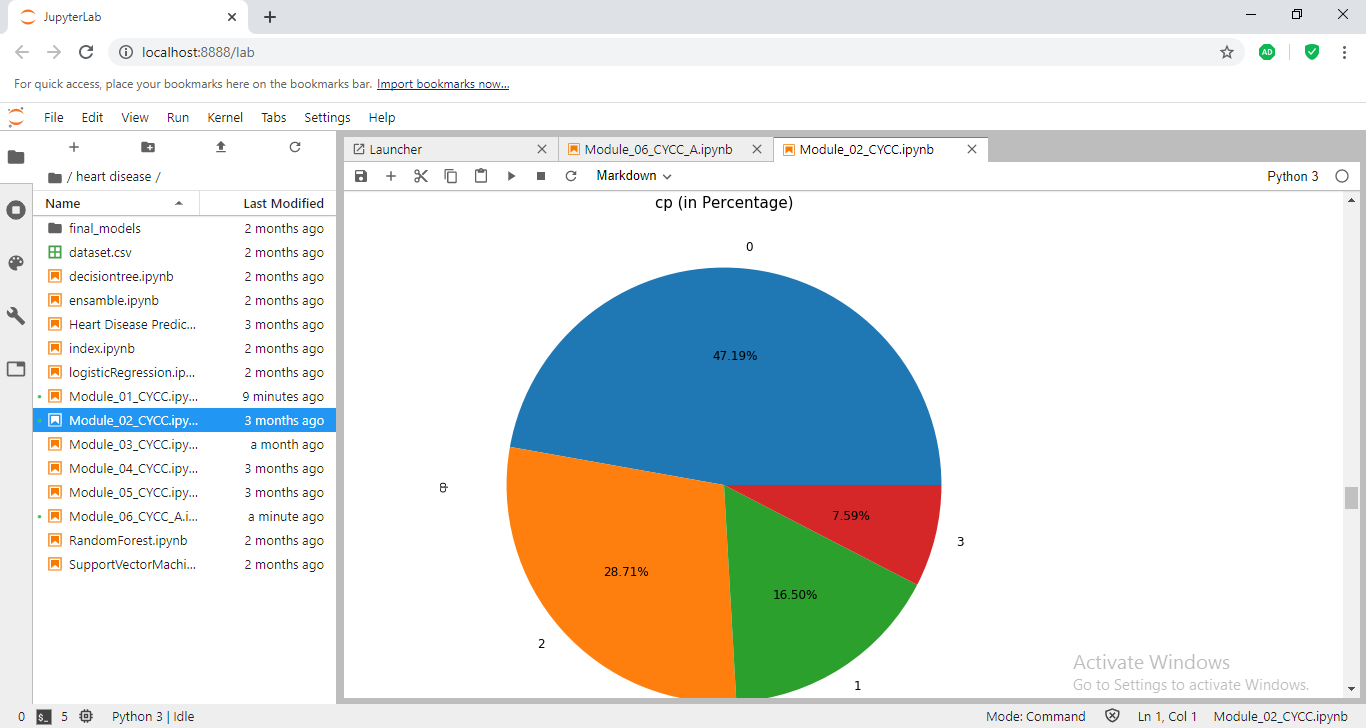 JupyterLab
localhost:8888/lab
AD
For quick access, place your bookmarks here on the bookmarks bar. Import bookmarks now...
File Edit View Run Kernel Tabs Settings Help
Launcher Module_06_CYCC_A.ipynb Module_02_CYCC.ipynb
/ heart disease /
Markdown Python 3
Name Last Modified
final_models 2 months ago
dataset.csv 2 months ago
decisiontree.ipynb 2 months ago
ensamble.ipynb 2 months ago
Heart Disease Predic... 3 months ago
index.ipynb 2 months ago
logisticRegression.ip... 2 months ago
Module_01_CYCC.ipy... 9 minutes ago
Module_02_CYCC.ipy... 3 months ago
Module_03_CYCC.ipy... a month ago
Module_04_CYCC.ipy... 3 months ago
Module_05_CYCC.ipy... 3 months ago
Module_06_CYCC_A.i... a minute ago
RandomForest.ipynb 2 months ago
SupportVectorMachi... 2 months ago
cp (in Percentage)
0
47.19%
cp
7.59%
3
28.71%
16.50%
2
1
Activate Windows
Go to Settings to activate Windows.
0 $_ 5 Python 3 | Idle Mode: Command Ln 1, Col 1 Module_02_CYCC.ipynb